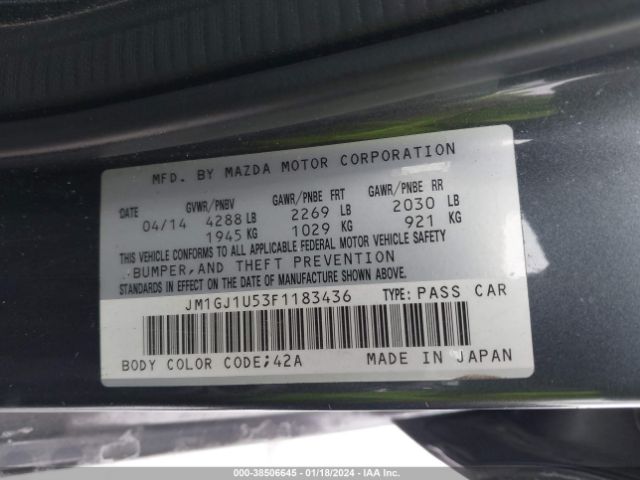 MFD. BY MAZDA MOTOR CORPORATION
DATE GVWR/PNBV GAWR/PNBE FRT GAWR/PNBE RR
04/14 4288 LB 2269 LB 2030 LB
1945 KG 1029 KG 921 KG
THIS VEHICLE CONFORMS TO ALL APPLICABLE FEDERAL MOTOR VEHICLE SAFETY
BUMPER,AND THEFT PREVENTION
STANDARDS IN EFFECT ON THE DATE OF MANUFACTURE SHOWN ABOVE.
JM1GJ1U53F1183436 TYPE: PASS CAR
BODY COLOR CODE;42A MADE IN JAPAN
000-38506645 - 01/18/2024 - IAA Inc.